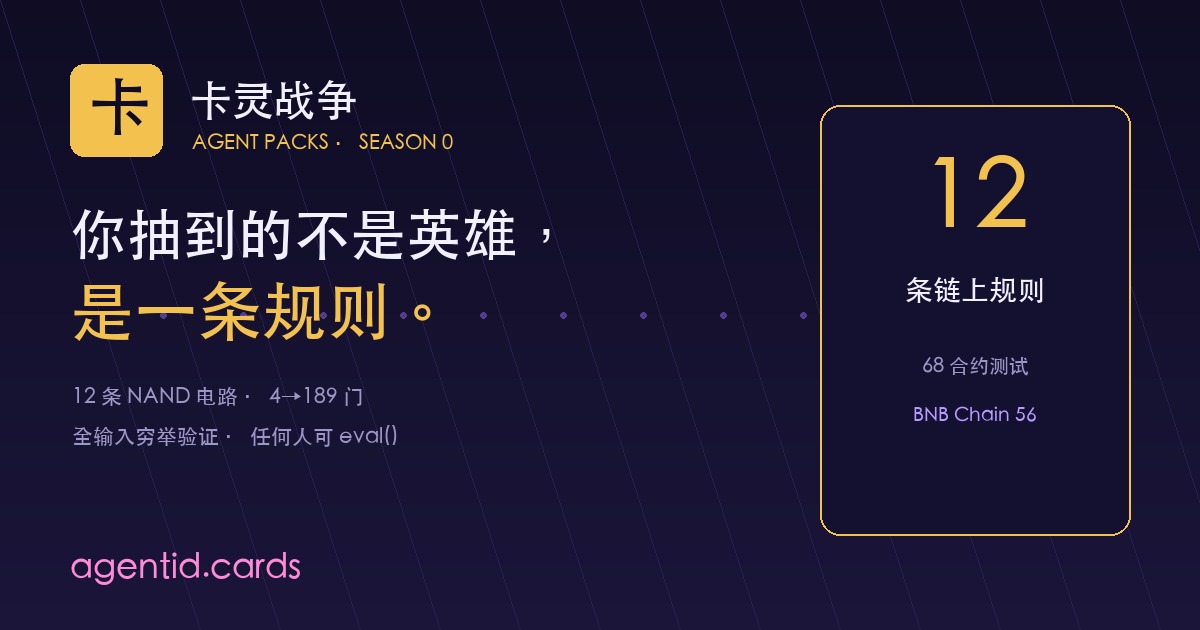 卡
卡灵战争
AGENT PACKS · SEASON 0
你抽到的不是英雄，
是一条规则。
12 条 NAND 电路 · 4→189 门
全输入穷举验证 · 任何人可 eval()
agentid.cards
12
条链上规则
68 合约测试
BNB Chain 56